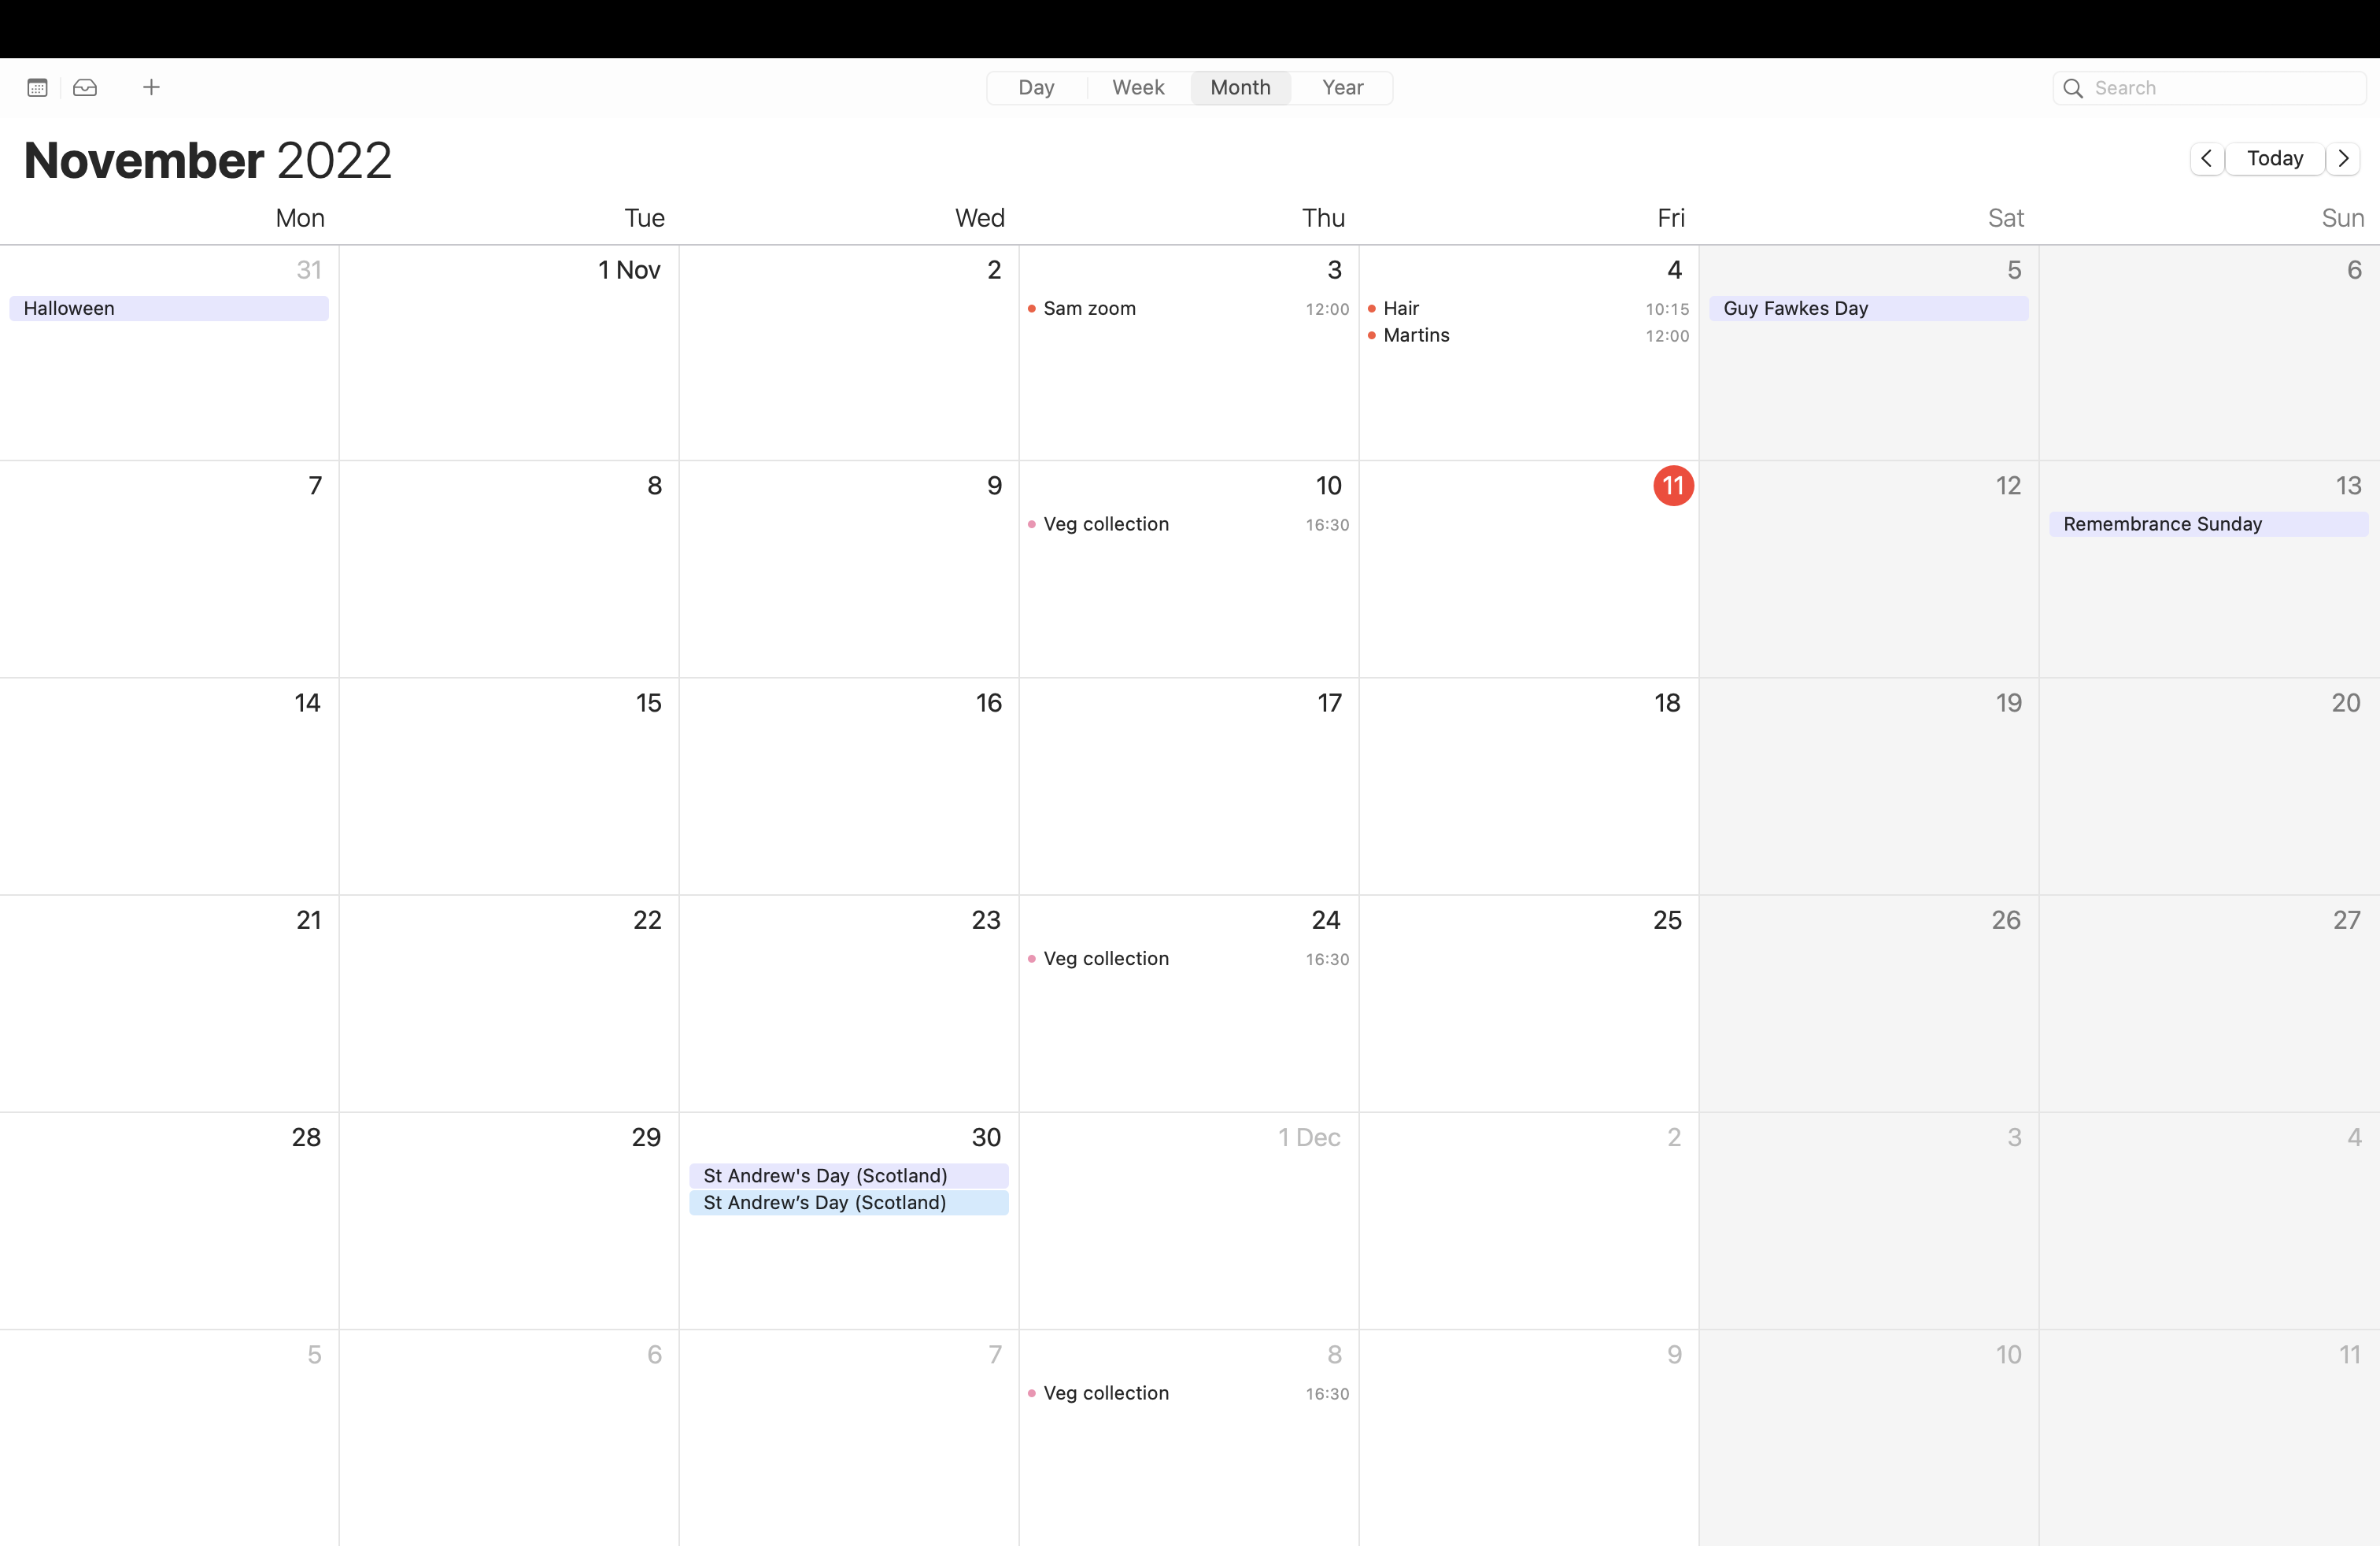 Day Week Month Year Search
November 2022
Today
Mon Tue Wed Thu Fri Sat Sun
31 1 Nov 2 3 4 5 6
Halloween Sam zoom 12:00 Hair 10:15 Guy Fawkes Day
Martins 12:00
7 8 9 10 11 12 13
Veg collection 16:30 Remembrance Sunday
14 15 16 17 18 19 20
21 22 23 24 25 26 27
Veg collection 16:30
28 29 30 1 Dec 2 3 4
St Andrew's Day (Scotland)
St Andrew’s Day (Scotland)
5 6 7 8 9 10 11
Veg collection 16:30